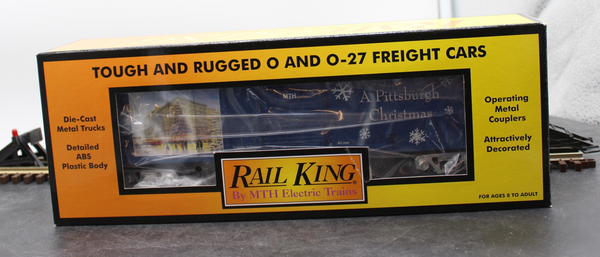 TOUGH AND RUGGED O AND O-27 FREIGHT CARS
Die-Cast
Metal Trucks
Detailed
ABS
Plastic Body
MTH
A Pittsburgh
Christmas
Operating
Metal
Couplers
Attractively
Decorated
RAIL KING®
By MTH Electric Trains
FOR AGES 8 TO ADULT